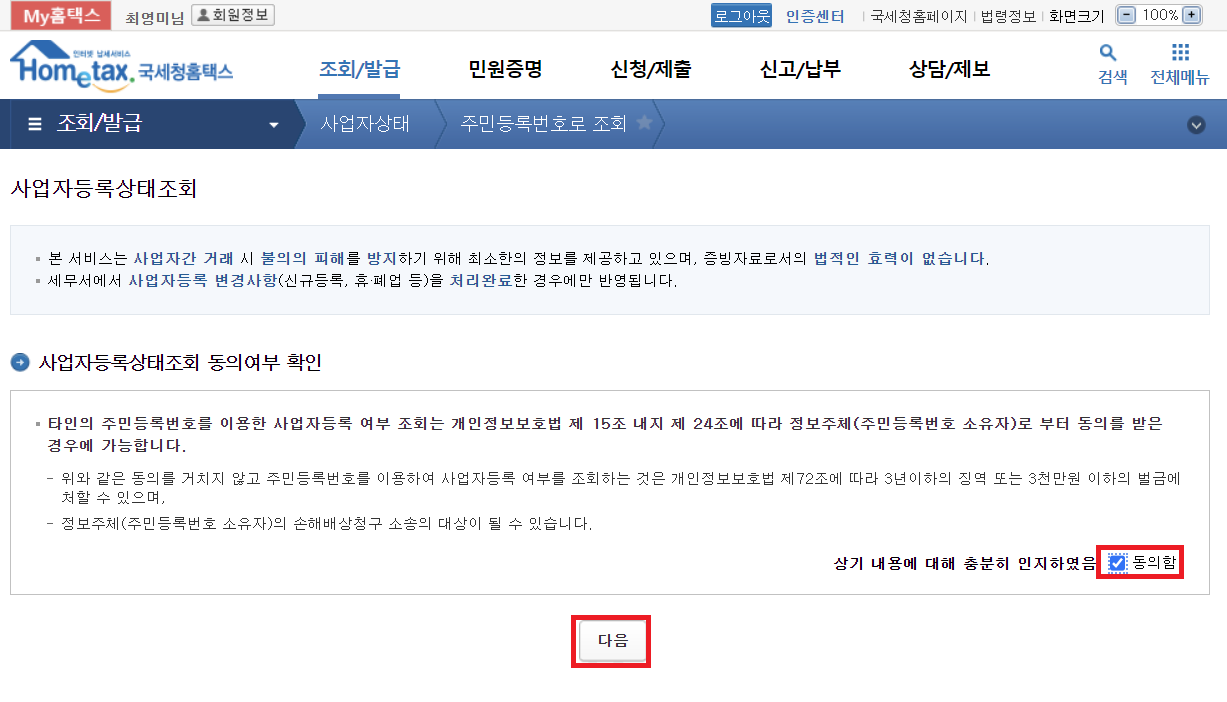 My홈택스 최영미님 회원정보 로그아웃 인증센터 국세청홈페이지 법령정보 화면크기 100%
인터넷 납세서비스
Hometax. 국세청홈택스 조회/발급 민원증명 신청/제출 신고/납부 상담/제보 검색 전체메뉴
조회/발급 사업자상태 주민등록번호로 조회
사업자등록상태조회
본 서비스는 사업자간 거래 시 불의의 피해를 방지하기 위해 최소한의 정보를 제공하고 있으며, 증빙자료로서의 법적인 효력이 없습니다.
세무서에서 사업자등록 변경사항(신규등록, 휴·폐업 등)을 처리완료한 경우에만 반영됩니다.
사업자등록상태조회 동의여부 확인
타인의 주민등록번호를 이용한 사업자등록 여부 조회는 개인정보보호법 제 15조 내지 제 24조에 따라 정보주체(주민등록번호 소유자)로 부터 동의를 받은
경우에 가능합니다.
- 위와 같은 동의를 거치지 않고 주민등록번호를 이용하여 사업자등록 여부를 조회하는 것은 개인정보보호법 제72조에 따라 3년이하의 징역 또는 3천만원 이하의 벌금에
처할 수 있으며,
- 정보주체(주민등록번호 소유자)의 손해배상청구 소송의 대상이 될 수 있습니다.
상기 내용에 대해 충분히 인지하였음 동의함
다음